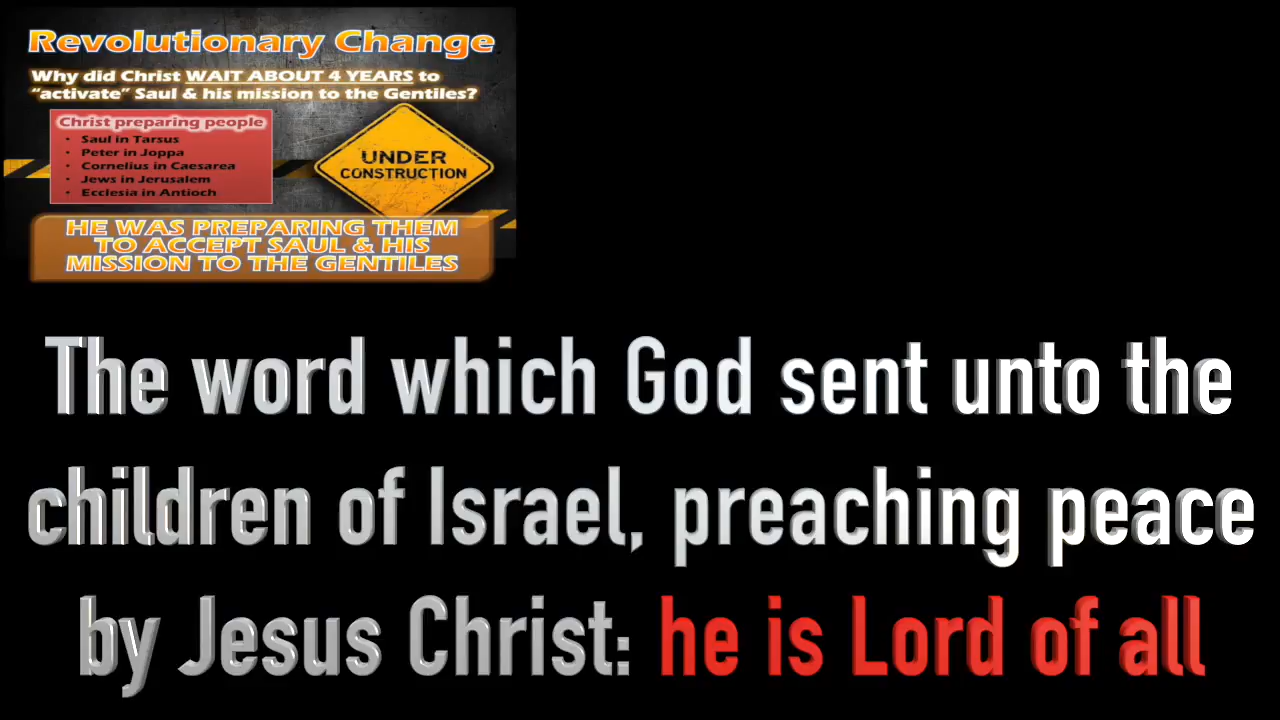 Revolutionary Change
Why did Christ WAIT ABOUT 4 YEARS to
“activate” Saul & his mission to the Gentiles?
Christ preparing people
• Saul in Tarsus
• Peter in Joppa
• Cornelius in Caesarea
• Jews in Jerusalem
• Ecclesia in Antioch
UNDER
CONSTRUCTION
HE WAS PREPARING THEM
TO ACCEPT SAUL & HIS
MISSION TO THE GENTILES
The word which God sent unto the
children of Israel, preaching peace
by Jesus Christ: he is Lord of all